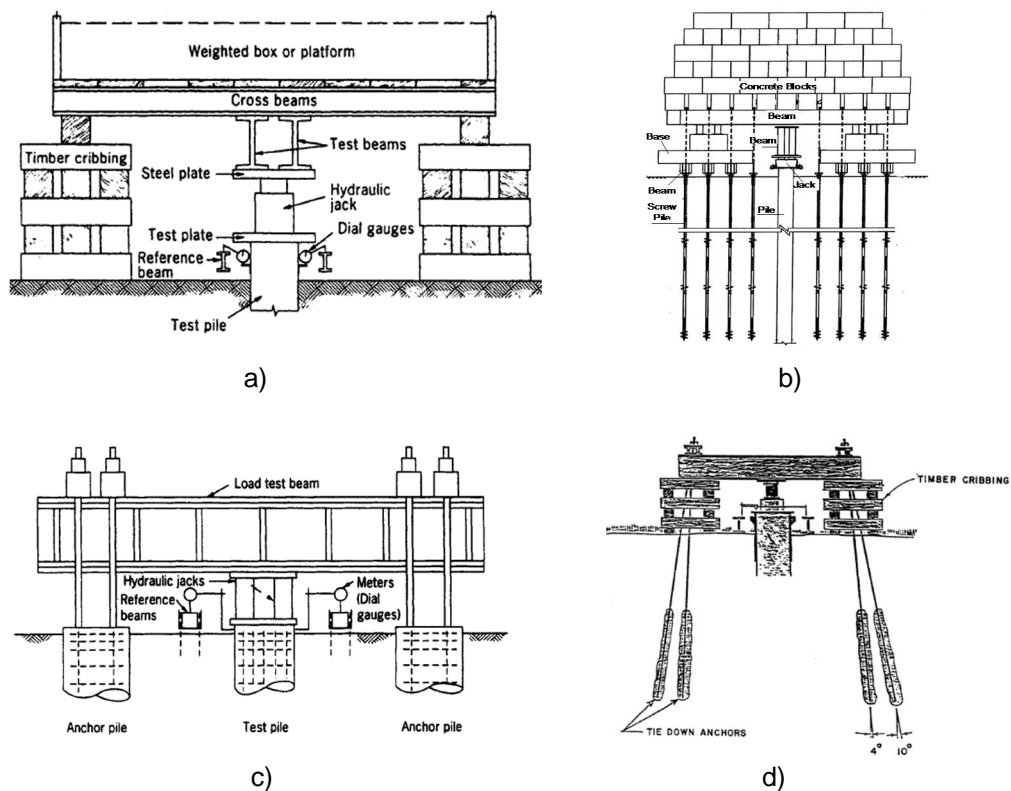 Weighted box or platform
Cross beams
Timber cribbing
Test beams
Steel plate
Hydraulic
jack
Test plate
Dial gauges
Reference
beam
Test pile
a)
Concrete Blocks
Beam
Base
Beam
Jack
Beam
Screw
Pile
Pile
b)
Load test beam
Hydraulic jacks
Reference
beams
Meters
(Dial
gauges)
Anchor pile
Test pile
Anchor pile
c)
TIMBER CRIBBING
TIE DOWN ANCHORS
4°
10°
d)